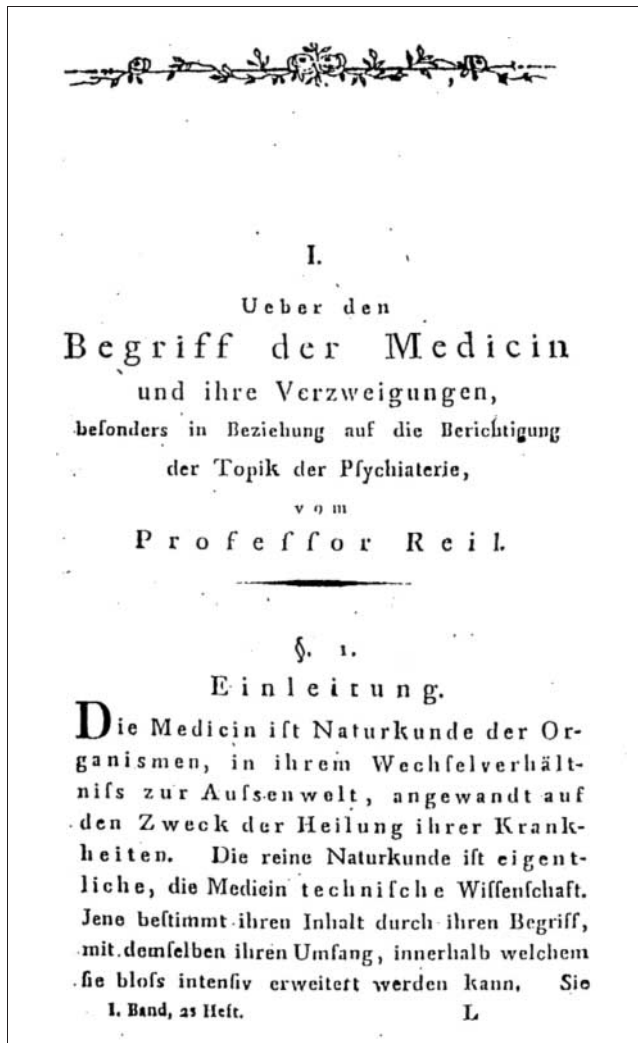 I.
Ueber den
Begriff der Medicin
und ihre Verzweigungen,
beſonders in Beziehung auf die Berichtigung
der Topik der Pſychiaterie,
vom
Profeſſor Reil.
§. 1.
Einleitung.
Die Medicin iſt Naturkunde der Or-
ganismen, in ihrem Wechſelverhält-
niſs zur Auſsenwelt, angewandt auf
den Zweck der Heilung ihrer Krank-
heiten. Die reine Naturkunde iſt eigent-
liche, die Medicin techniſche Wiſſenſchaft.
Jene beſtimmt ihren Inhalt durch ihren Begriff,
mit demſelben ihren Umfang, innerhalb welchem
ſie bloſs intenſiv erweitert werden kann. Sie
I. Band, 2s Heft. L